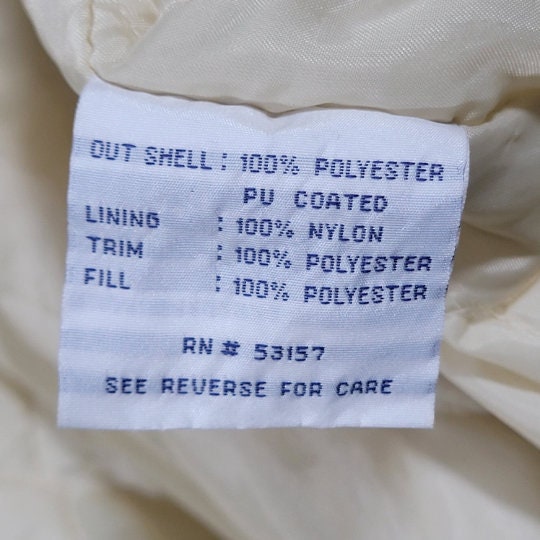 OUT SHELL : 100% POLYESTER
PU COATED
LINING : 100% NYLON
TRIM : 100% POLYESTER
FILL : 100% POLYESTER
RN # 53157
SEE REVERSE FOR CARE